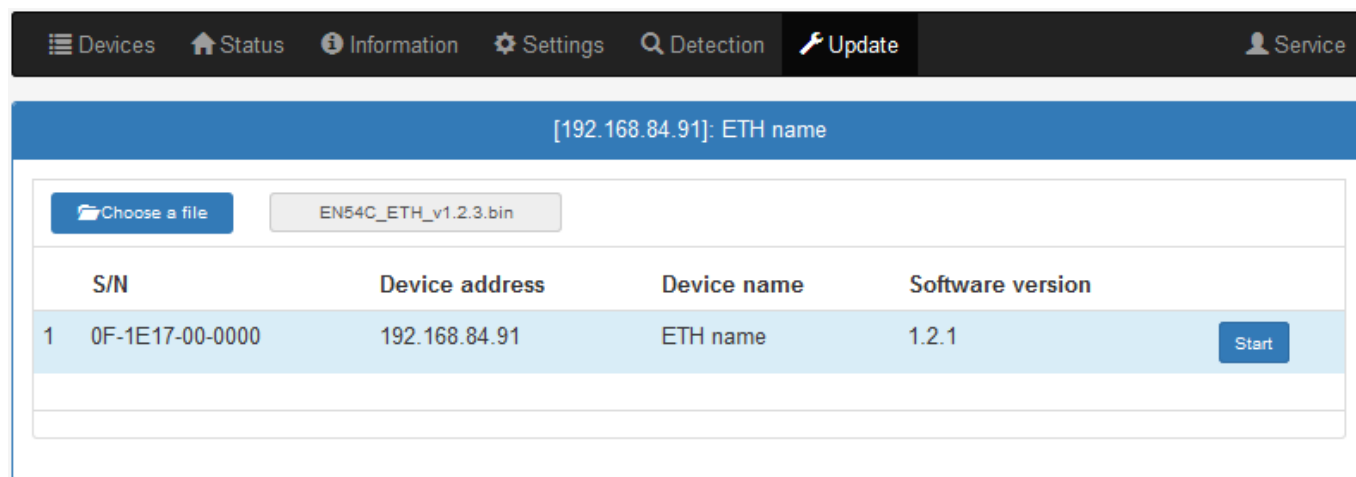 Devices Status Information Settings Detection Update Service
[192.168.84.91]: ETH name
Choose a file EN54C_ETH_v1.2.3.bin
S/N Device address Device name Software version
1 0F-1E17-00-0000 192.168.84.91 ETH name 1.2.1 Start